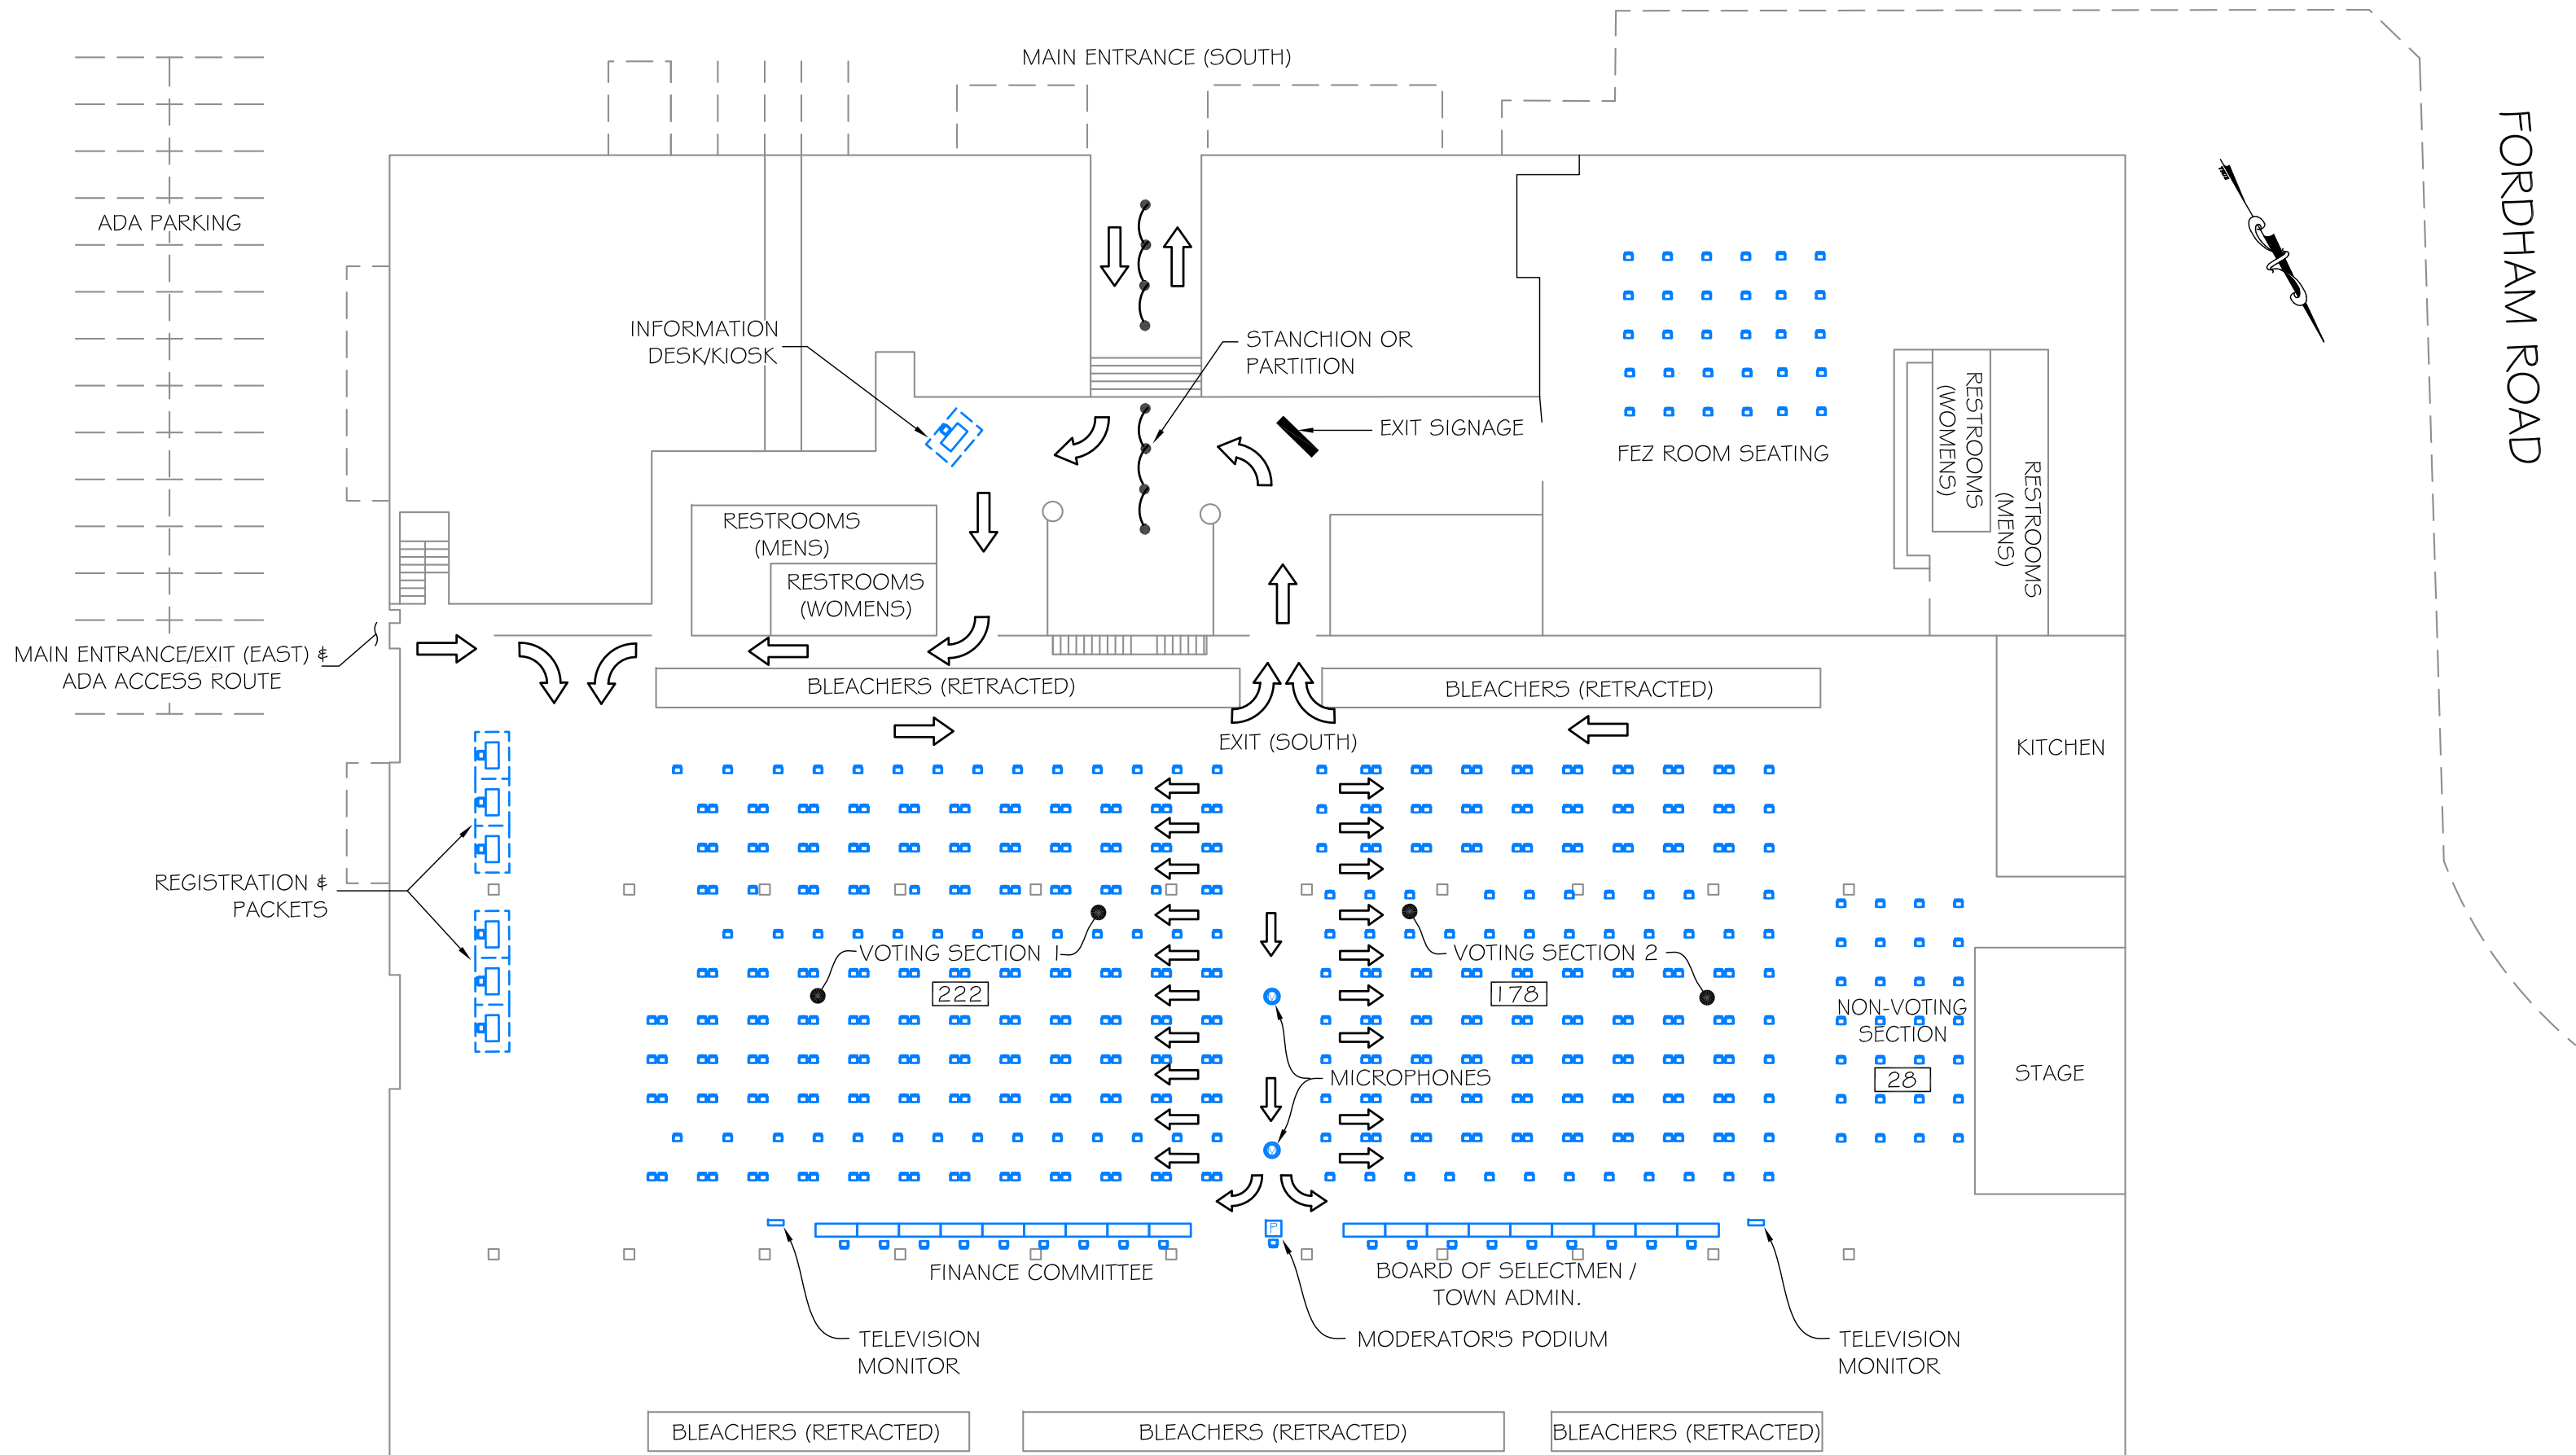 MAIN ENTRANCE (SOUTH)
FORDHAM ROAD
ADA PARKING
INFORMATION
DESK/KIOSK
STANCHION OR
PARTITION
EXIT SIGNAGE
FEZ ROOM SEATING
RESTROOMS
(WOMENS)
RESTROOMS
(MENS)
RESTROOMS
(MENS)
RESTROOMS
(WOMENS)
MAIN ENTRANCE/EXIT (EAST) &
ADA ACCESS ROUTE
BLEACHERS (RETRACTED)
BLEACHERS (RETRACTED)
EXIT (SOUTH)
KITCHEN
REGISTRATION &
PACKETS
VOTING SECTION 1
222
VOTING SECTION 2
178
NON-VOTING
SECTION
28
STAGE
MICROPHONES
P
FINANCE COMMITTEE
BOARD OF SELECTMEN /
TOWN ADMIN.
TELEVISION
MONITOR
MODERATOR'S PODIUM
TELEVISION
MONITOR
BLEACHERS (RETRACTED)
BLEACHERS (RETRACTED)
BLEACHERS (RETRACTED)